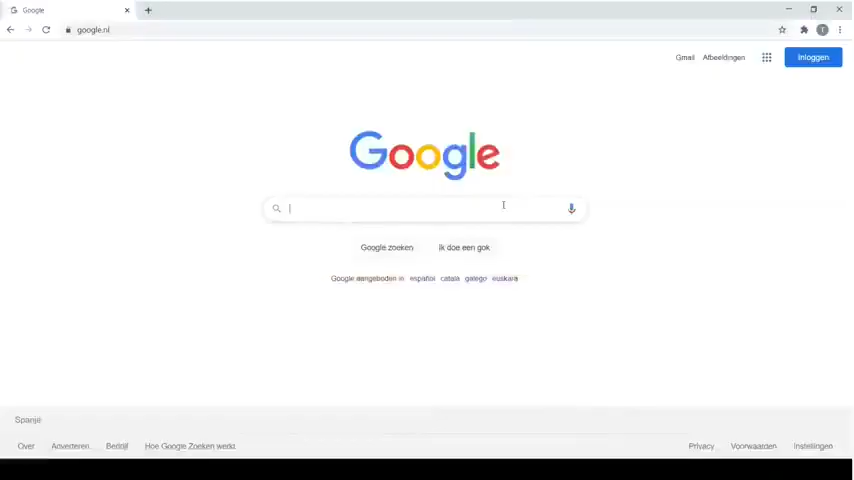 Google
google.nl
Gmail Afbeeldingen T Inloggen
Google
Google zoeken Ik doe een gok
Google aangeboden in español català galego euskara
Spanje
Over Adverteren Bedrijf Hoe Google Zoeken werkt Privacy Voorwaarden Instellingen